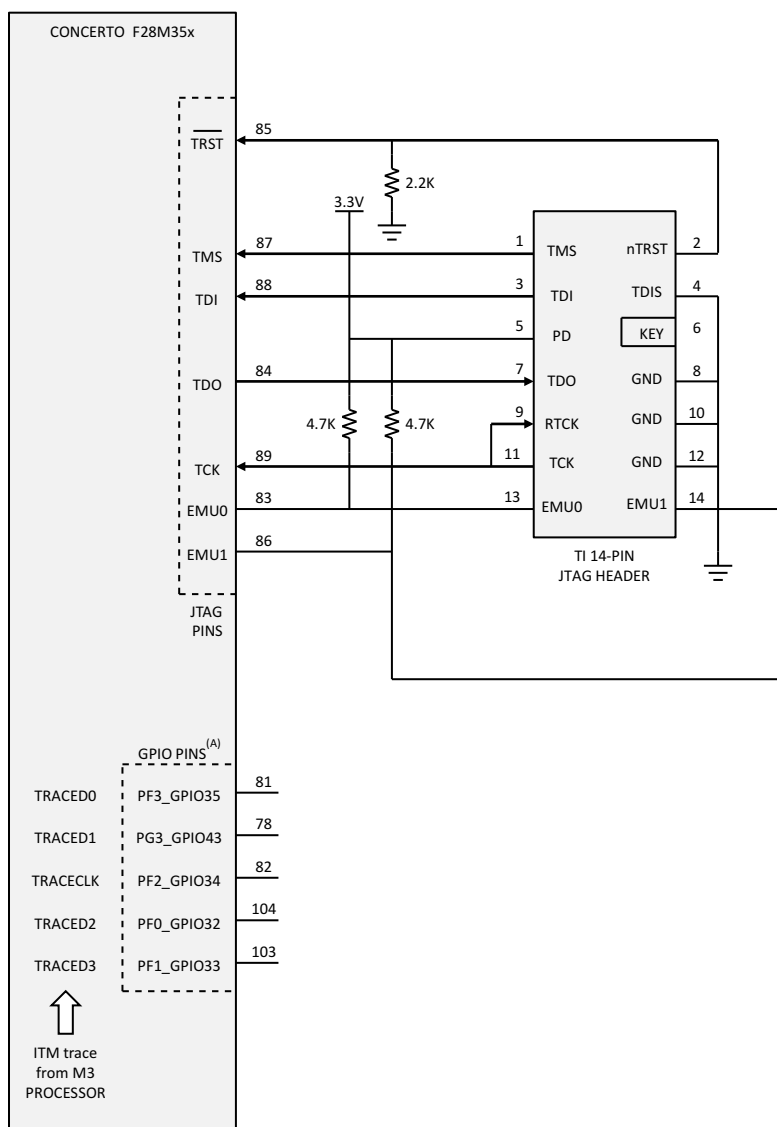 CONCERTO F28M35x
TRST
85
2.2K
3.3V
TMS
87
1
TMS
nTRST
2
TDI
88
3
TDI
TDIS
4
5
PD
KEY
6
TDO
84
7
TDO
GND
8
4.7K
4.7K
9
RTCK
GND
10
TCK
89
11
TCK
GND
12
EMU0
83
13
EMU0
EMU1
14
EMU1
86
TI 14-PIN
JTAG HEADER
JTAG
PINS
GPIO PINS(A)
TRACED0
PF3_GPIO35
81
TRACED1
PG3_GPIO43
78
TRACECLK
PF2_GPIO34
82
TRACED2
PF0_GPIO32
104
TRACED3
PF1_GPIO33
103
ITM trace
from M3
PROCESSOR